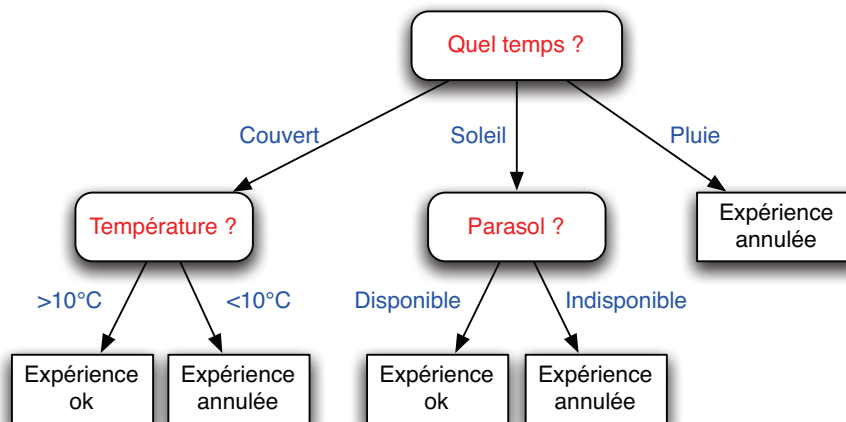 Quel temps ?
Couvert
Soleil
Pluie
Température ?
Parasol ?
Expérience
annulée
>10°C
<10°C
Disponible
Indisponible
Expérience
ok
Expérience
annulée
Expérience
ok
Expérience
annulée